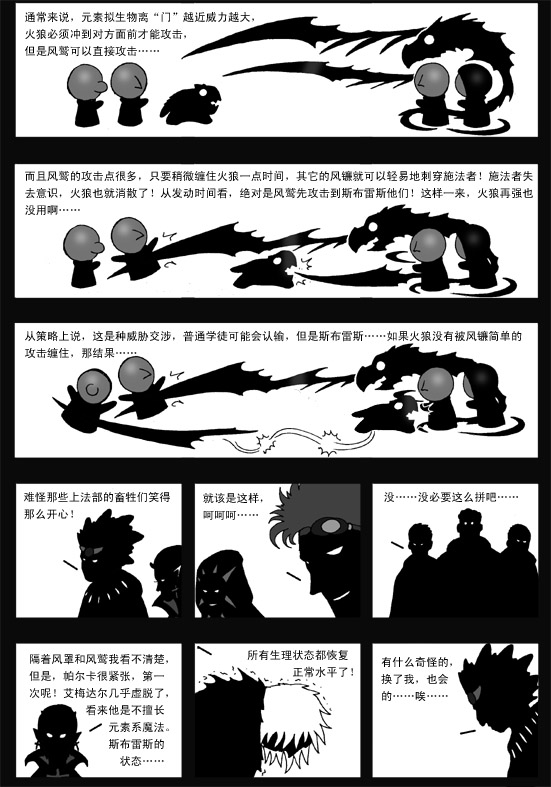 通常来说，元素拟生物离“门”越近威力越大，
火狼必须冲到对方面前才能攻击，
但是风鹫可以直接攻击……
而且风鹫的攻击点很多，只要稍微缠住火狼一点时间，其它的风镰就可以轻易地刺穿施法者！施法者失
去意识，火狼也就消散了！从发动时间看，绝对是风鹫先攻击到斯布雷斯他们！这样一来，火狼再强也
没用啊……
从策略上说，这是种威胁交涉，普通学徒可能会认输，但是斯布雷斯……如果火狼没有被风镰简单的
攻击缠住，那结果……
难怪那些上法部的畜牲们笑得
那么开心！
就该是这样，
呵呵呵……
没……没必要这么拼吧……
隔着风罩和风鹫我看不清楚，
但是，帕尔卡很紧张，第一
次呢！艾梅达尔几乎虚脱了，
看来他是不擅长
元素系魔法。
斯布雷斯的
状态……
所有生理状态都恢复
正常水平了！
有什么奇怪的，
换了我，也会
的……唉……